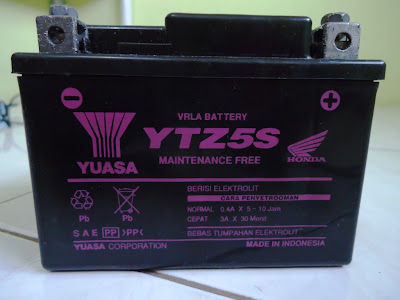 VRLA BATTERY
YTZ5S
YUASA
MAINTENANCE FREE
HONDA
BERISI ELEKTROLIT
CARA PENYETROOMAN
NORMAL 0.4A X 5 - 10 Jam
CEPAT 3A X 30 Menit
Pb
Pb
SAE PP >PP<
BEBAS TUMPAHAN ELEKTROLIT
YUASA CORPORATION
MADE IN INDONESIA